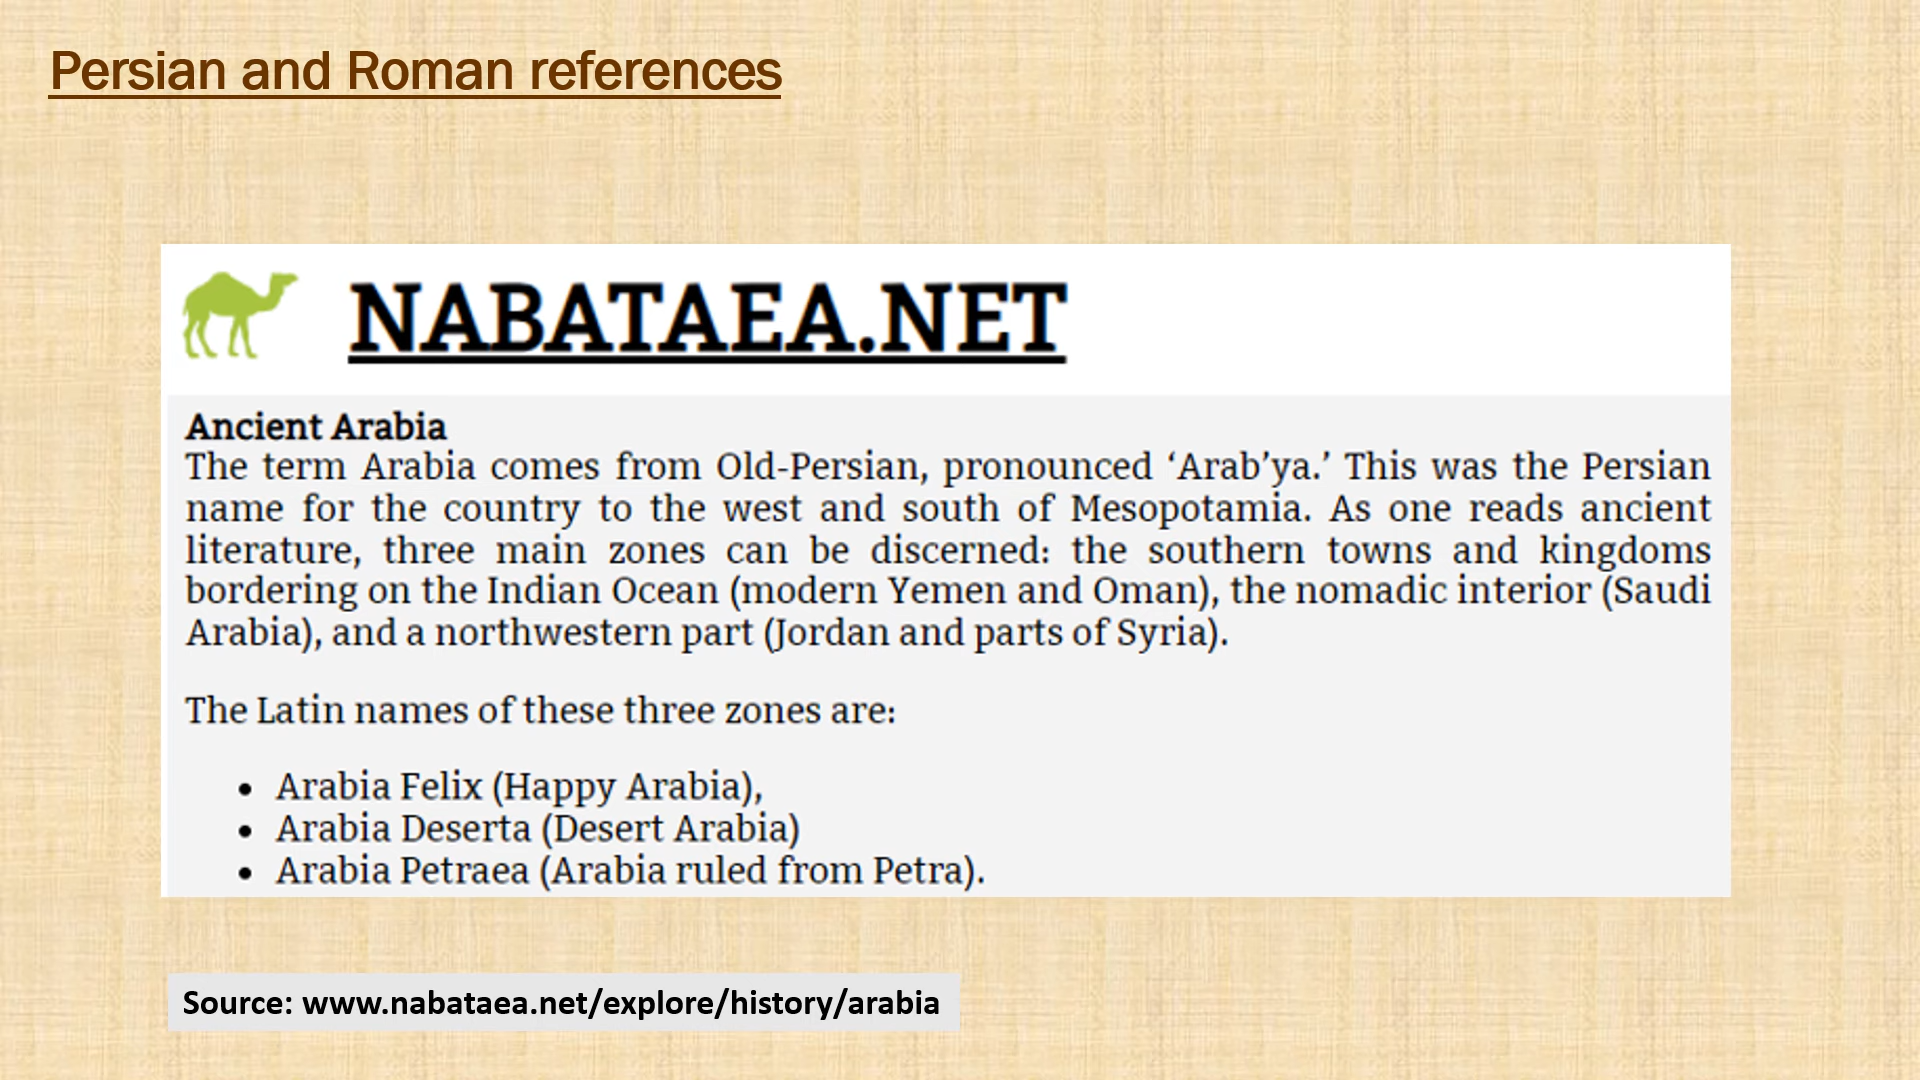 Persian and Roman references
NABATAEA.NET
Ancient Arabia
The term Arabia comes from Old-Persian, pronounced ‘Arab’ya.’ This was the Persian
name for the country to the west and south of Mesopotamia. As one reads ancient
literature, three main zones can be discerned: the southern towns and kingdoms
bordering on the Indian Ocean (modern Yemen and Oman), the nomadic interior (Saudi
Arabia), and a northwestern part (Jordan and parts of Syria).
The Latin names of these three zones are:
• Arabia Felix (Happy Arabia),
• Arabia Deserta (Desert Arabia)
• Arabia Petraea (Arabia ruled from Petra).
Source: www.nabataea.net/explore/history/arabia